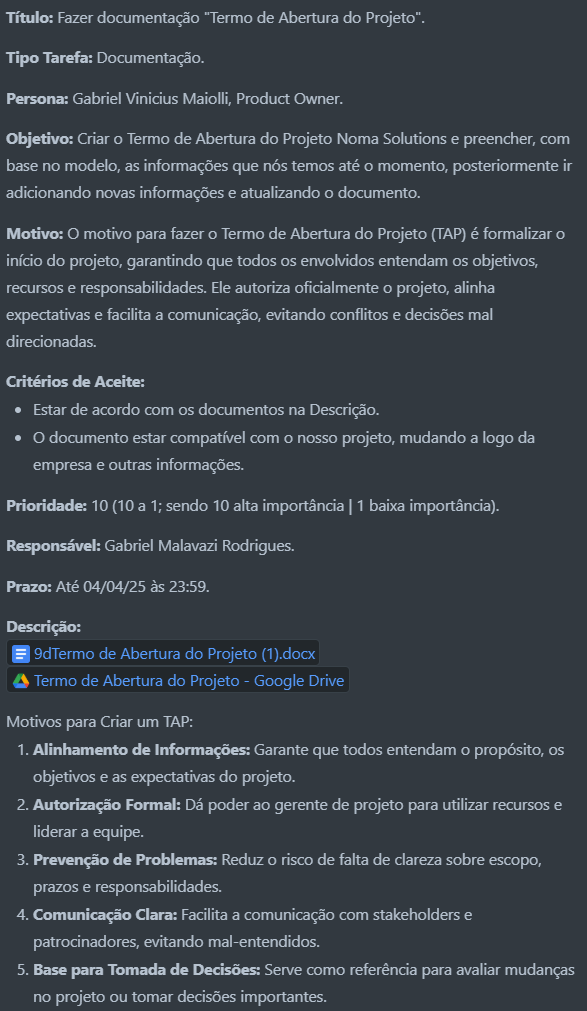 Título: Fazer documentação "Termo de Abertura do Projeto".
Tipo Tarefa: Documentação.
Persona: Gabriel Vinicius Maiolli, Product Owner.
Objetivo: Criar o Termo de Abertura do Projeto Noma Solutions e preencher, com
base no modelo, as informações que nós temos até o momento, posteriormente ir
adicionando novas informações e atualizando o documento.
Motivo: O motivo para fazer o Termo de Abertura do Projeto (TAP) é formalizar o
início do projeto, garantindo que todos os envolvidos entendam os objetivos,
recursos e responsabilidades. Ele autoriza oficialmente o projeto, alinha
expectativas e facilita a comunicação, evitando conflitos e decisões mal
direcionadas.
Critérios de Aceite:
• Estar de acordo com os documentos na Descrição.
• O documento estar compatível com o nosso projeto, mudando a logo da
empresa e outras informações.
Prioridade: 10 (10 a 1; sendo 10 alta importância | 1 baixa importância).
Responsável: Gabriel Malavazi Rodrigues.
Prazo: Até 04/04/25 às 23:59.
Descrição:
9dTermo de Abertura do Projeto (1).docx
Termo de Abertura do Projeto - Google Drive
Motivos para Criar um TAP:
1. Alinhamento de Informações: Garante que todos entendam o propósito, os
objetivos e as expectativas do projeto.
2. Autorização Formal: Dá poder ao gerente de projeto para utilizar recursos e
liderar a equipe.
3. Prevenção de Problemas: Reduz o risco de falta de clareza sobre escopo,
prazos e responsabilidades.
4. Comunicação Clara: Facilita a comunicação com stakeholders e
patrocinadores, evitando mal-entendidos.
5. Base para Tomada de Decisões: Serve como referência para avaliar mudanças
no projeto ou tomar decisões importantes.